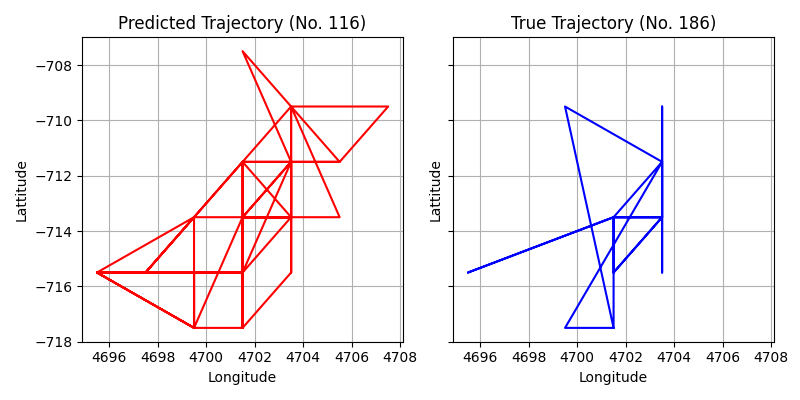 Predicted Trajectory (No. 116)
True Trajectory (No. 186)
−708
−710
−712
−714
−716
−718
Lattitude
Lattitude
4696 4698 4700 4702 4704 4706 4708
4696 4698 4700 4702 4704 4706 4708
Longitude
Longitude